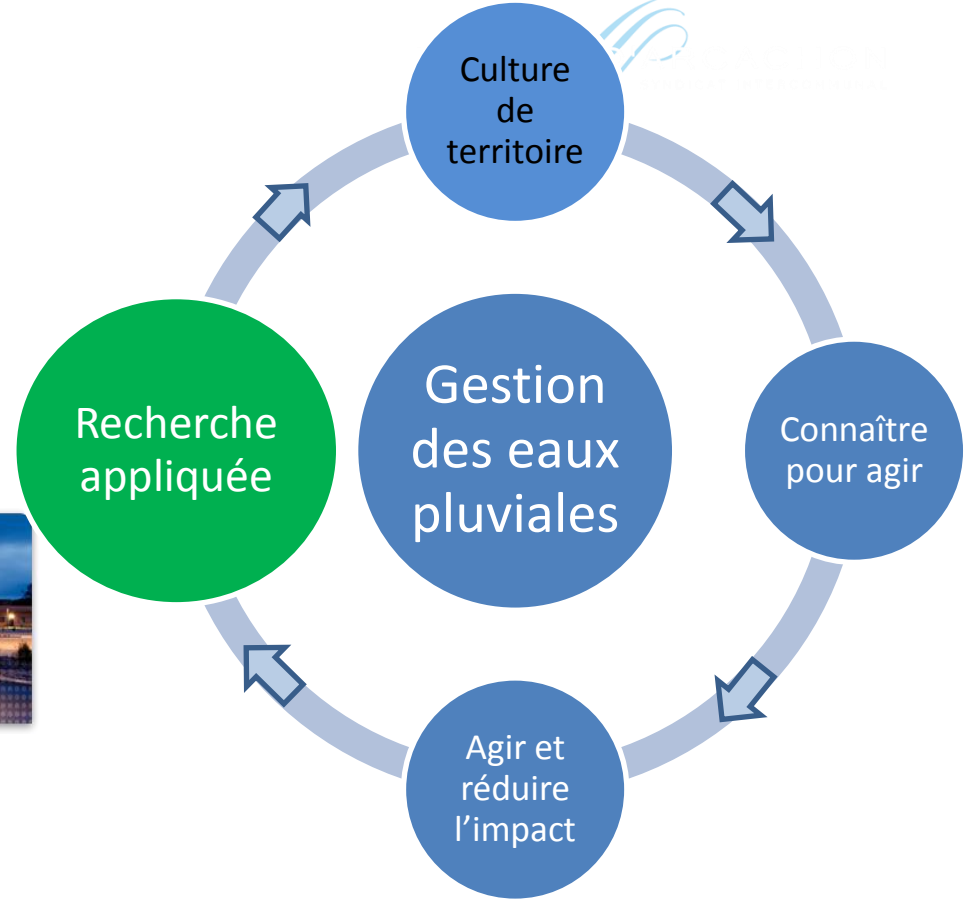 Culture
de
territoire
Recherche
appliquée
Gestion
des eaux
pluviales
Connaître
pour agir
Agir et
réduire
l’impact